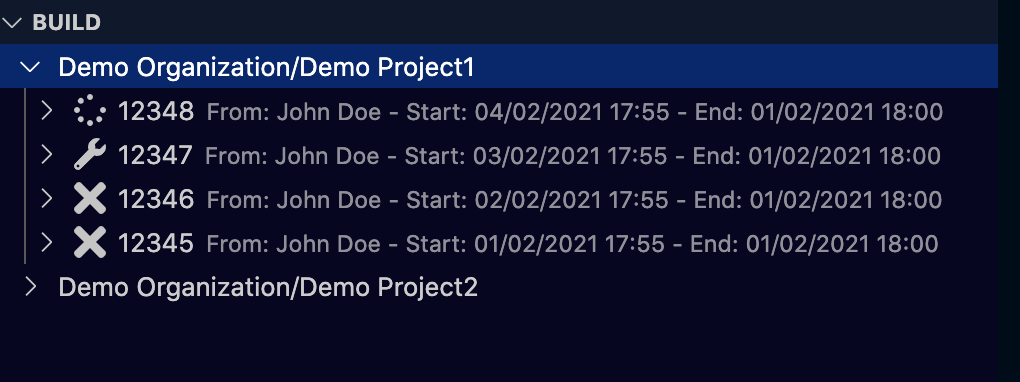 BUILD
Demo Organization/Demo Project1
12348 From: John Doe - Start: 04/02/2021 17:55 - End: 01/02/2021 18:00
12347 From: John Doe - Start: 03/02/2021 17:55 - End: 01/02/2021 18:00
12346 From: John Doe - Start: 02/02/2021 17:55 - End: 01/02/2021 18:00
12345 From: John Doe - Start: 01/02/2021 17:55 - End: 01/02/2021 18:00
Demo Organization/Demo Project2